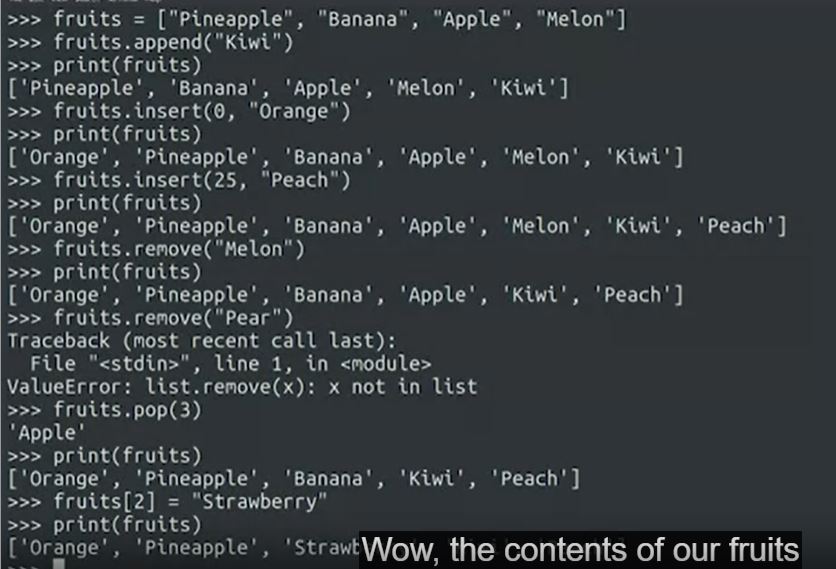 >>> fruits = ["Pineapple", "Banana", "Apple", "Melon"]
>>> fruits.append("Kiwi")
>>> print(fruits)
['Pineapple', 'Banana', 'Apple', 'Melon', 'Kiwi']
>>> fruits.insert(0, "Orange")
>>> print(fruits)
['Orange', 'Pineapple', 'Banana', 'Apple', 'Melon', 'Kiwi']
>>> fruits.insert(25, "Peach")
>>> print(fruits)
['Orange', 'Pineapple', 'Banana', 'Apple', 'Melon', 'Kiwi', 'Peach']
>>> fruits.remove("Melon")
>>> print(fruits)
['Orange', 'Pineapple', 'Banana', 'Apple', 'Kiwi', 'Peach']
>>> fruits.remove("Pear")
Traceback (most recent call last):
  File "<stdin>", line 1, in <module>
ValueError: list.remove(x): x not in list
>>> fruits.pop(3)
'Apple'
>>> print(fruits)
['Orange', 'Pineapple', 'Banana', 'Kiwi', 'Peach']
>>> fruits[2] = "Strawberry"
>>> print(fruits)
['Orange', 'Pineapple',
Wow, the contents of our fruits
>>>